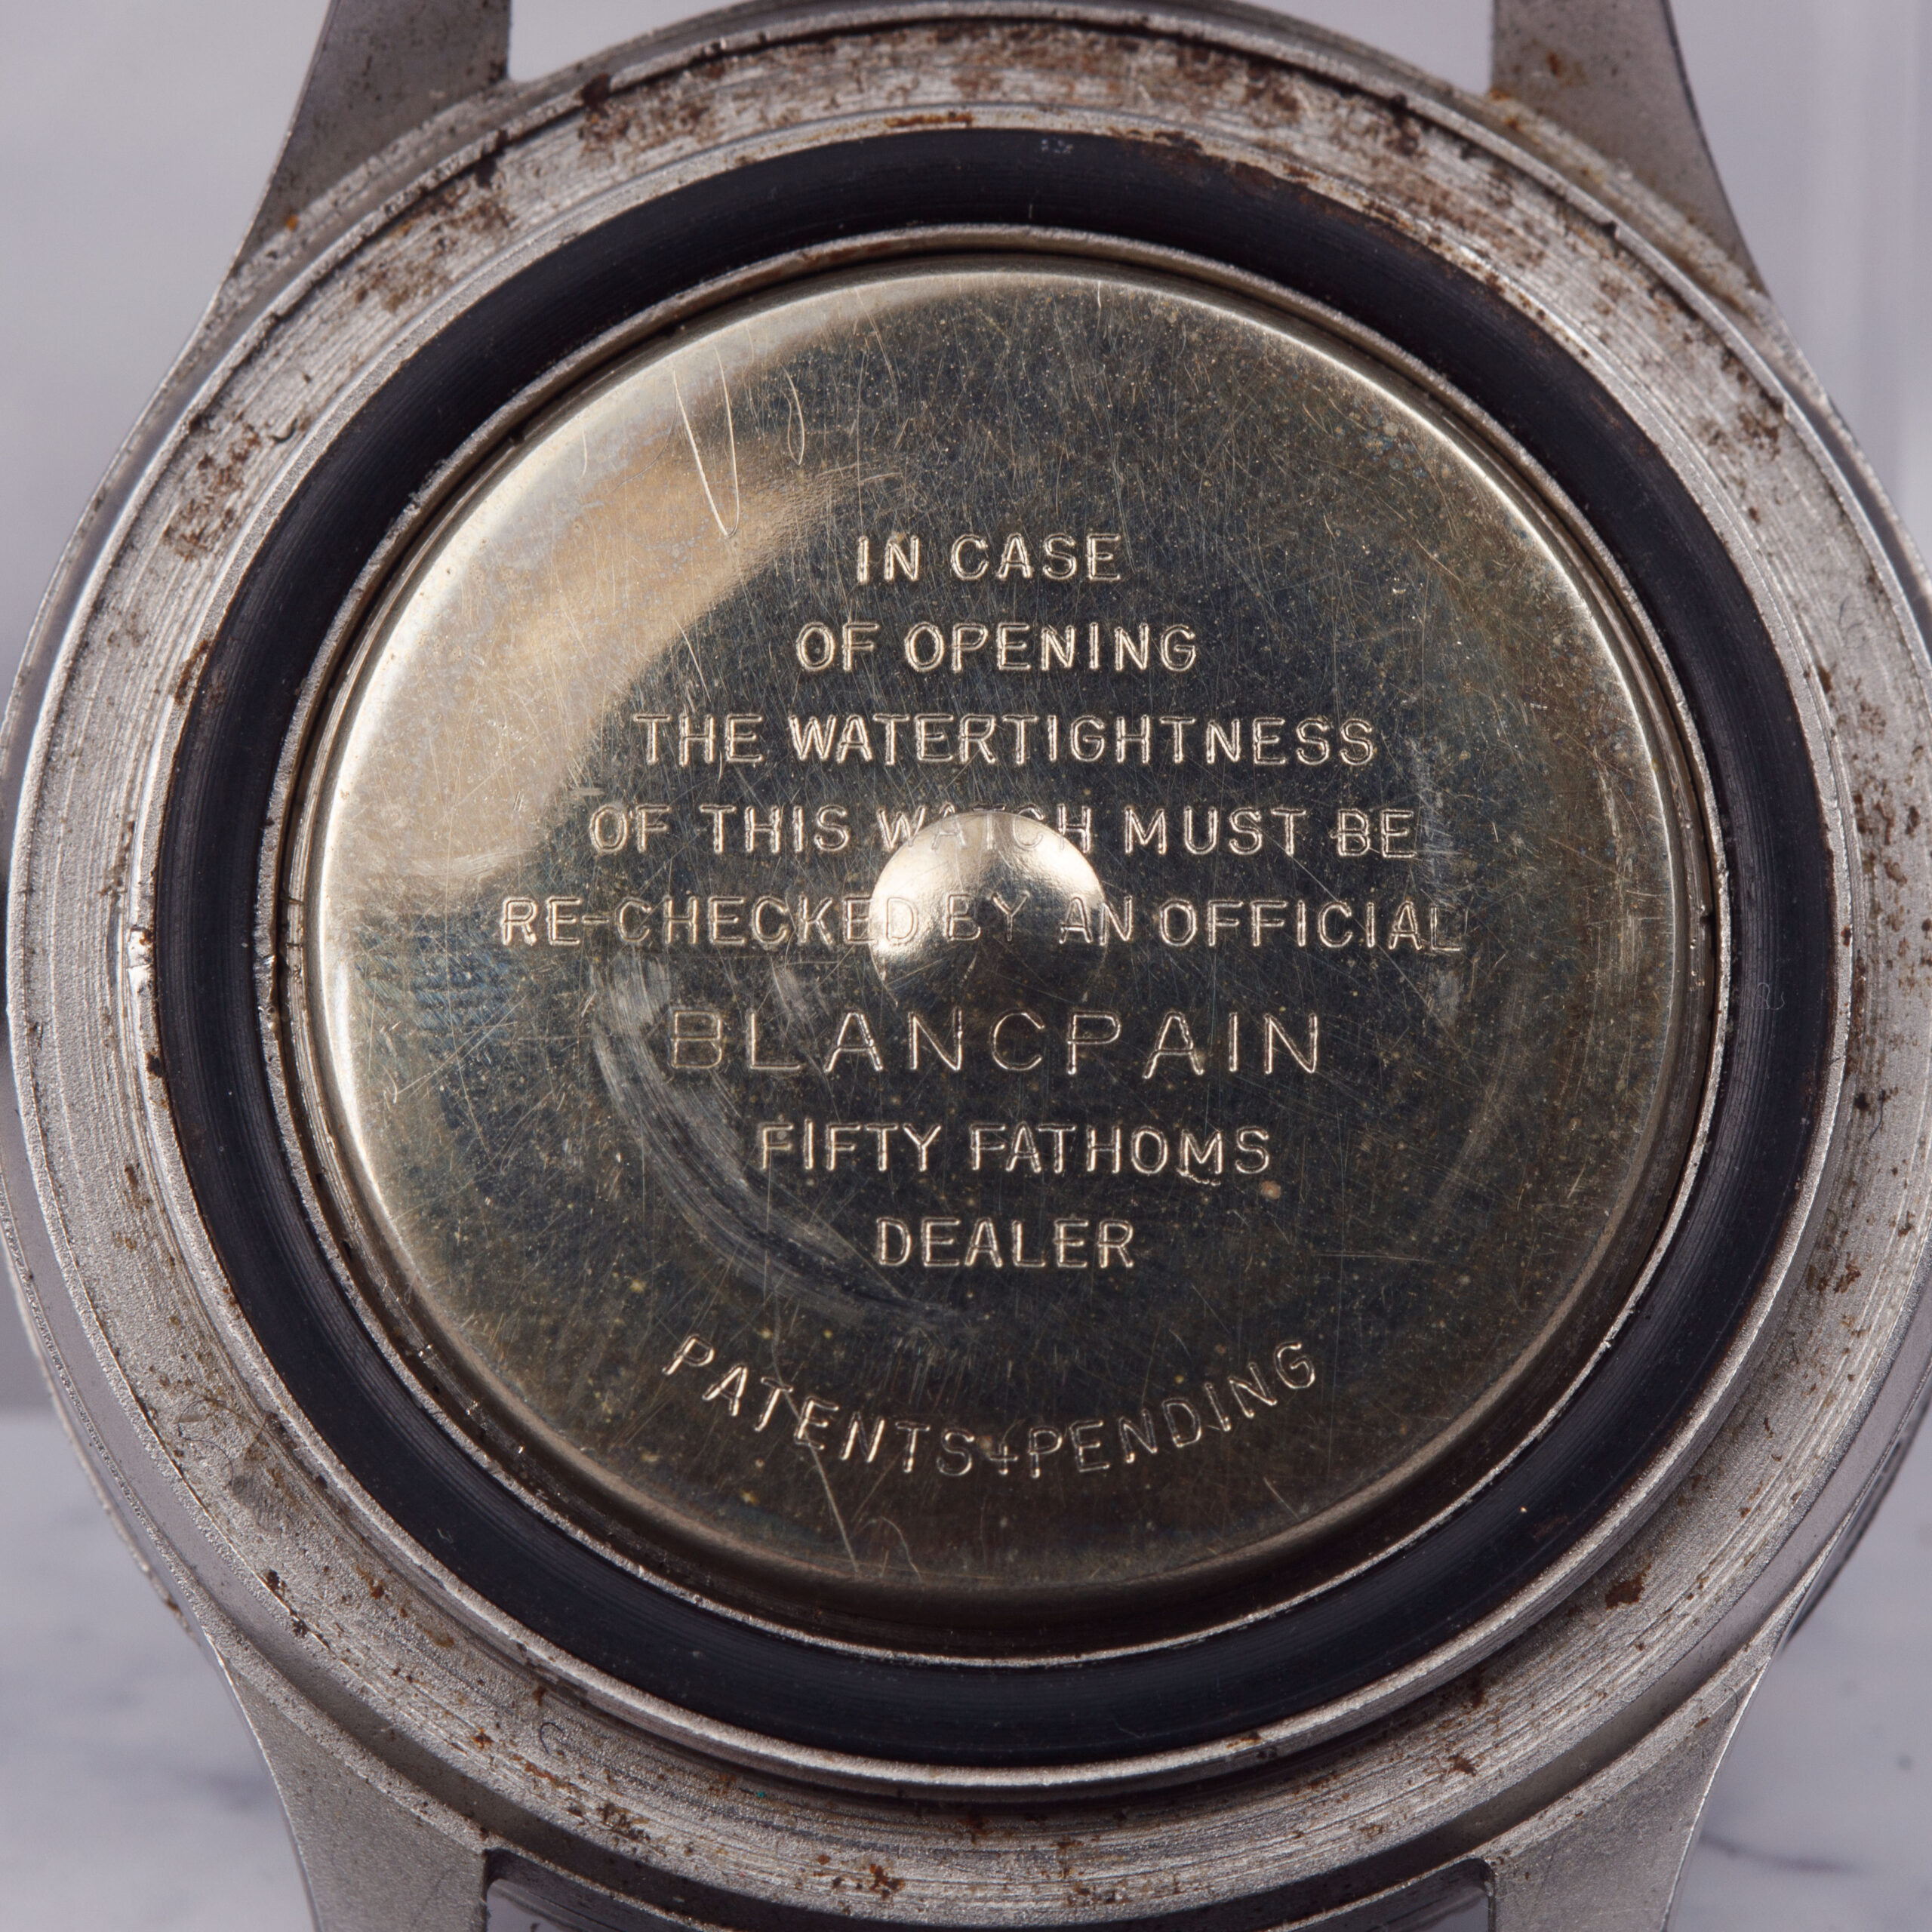 IN CASE
OF OPENING
THE WATERTIGHTNESS
OF THIS WATCH MUST BE
RE-CHECKED BY AN OFFICIAL
BLANCPAIN
FIFTY FATHOMS
DEALER
PATENTS+PENDING